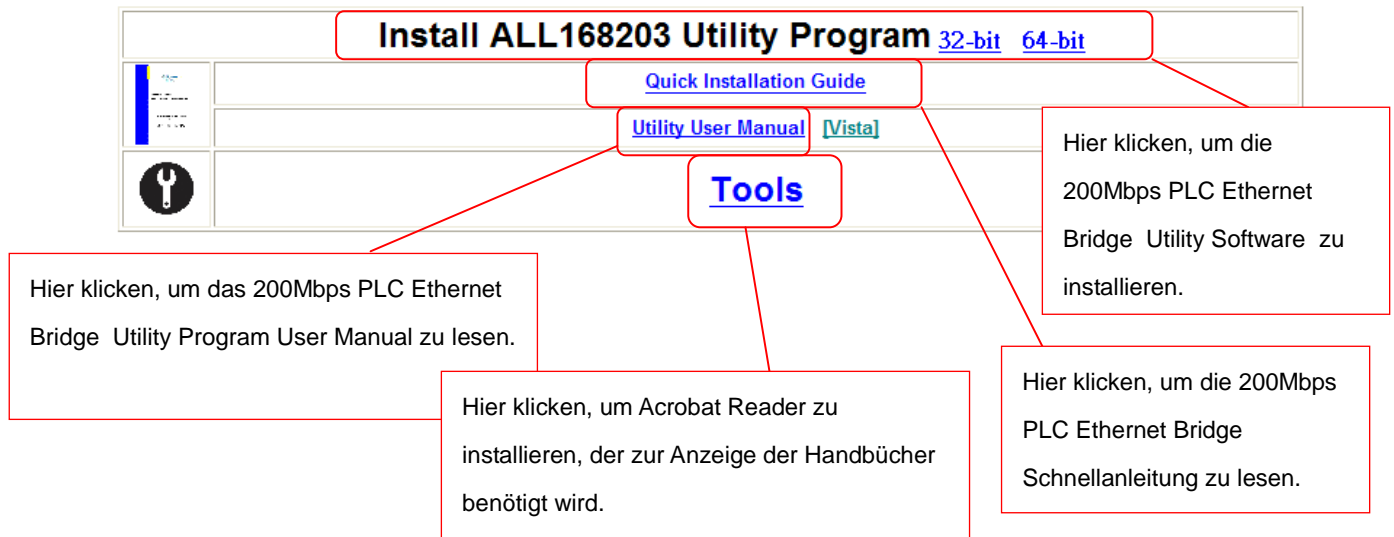 Install ALL168203 Utility Program 32-bit 64-bit
Quick Installation Guide
Utility User Manual [Vista]
Tools
Hier klicken, um die
200Mbps PLC Ethernet
Bridge Utility Software zu
installieren.
Hier klicken, um das 200Mbps PLC Ethernet
Bridge Utility Program User Manual zu lesen.
Hier klicken, um Acrobat Reader zu
installieren, der zur Anzeige der Handbücher
benötigt wird.
Hier klicken, um die 200Mbps
PLC Ethernet Bridge
Schnellanleitung zu lesen.